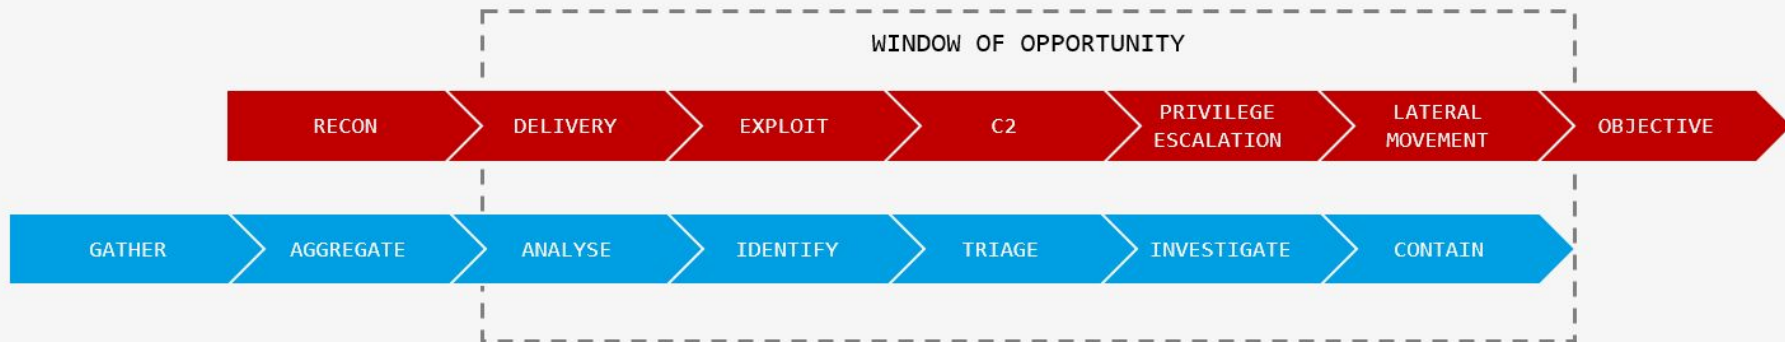 WINDOW OF OPPORTUNITY
RECON
DELIVERY
EXPLOIT
C2
PRIVILEGE
ESCALATION
LATERAL
MOVEMENT
OBJECTIVE
GATHER
AGGREGATE
ANALYSE
IDENTIFY
TRIAGE
INVESTIGATE
CONTAIN